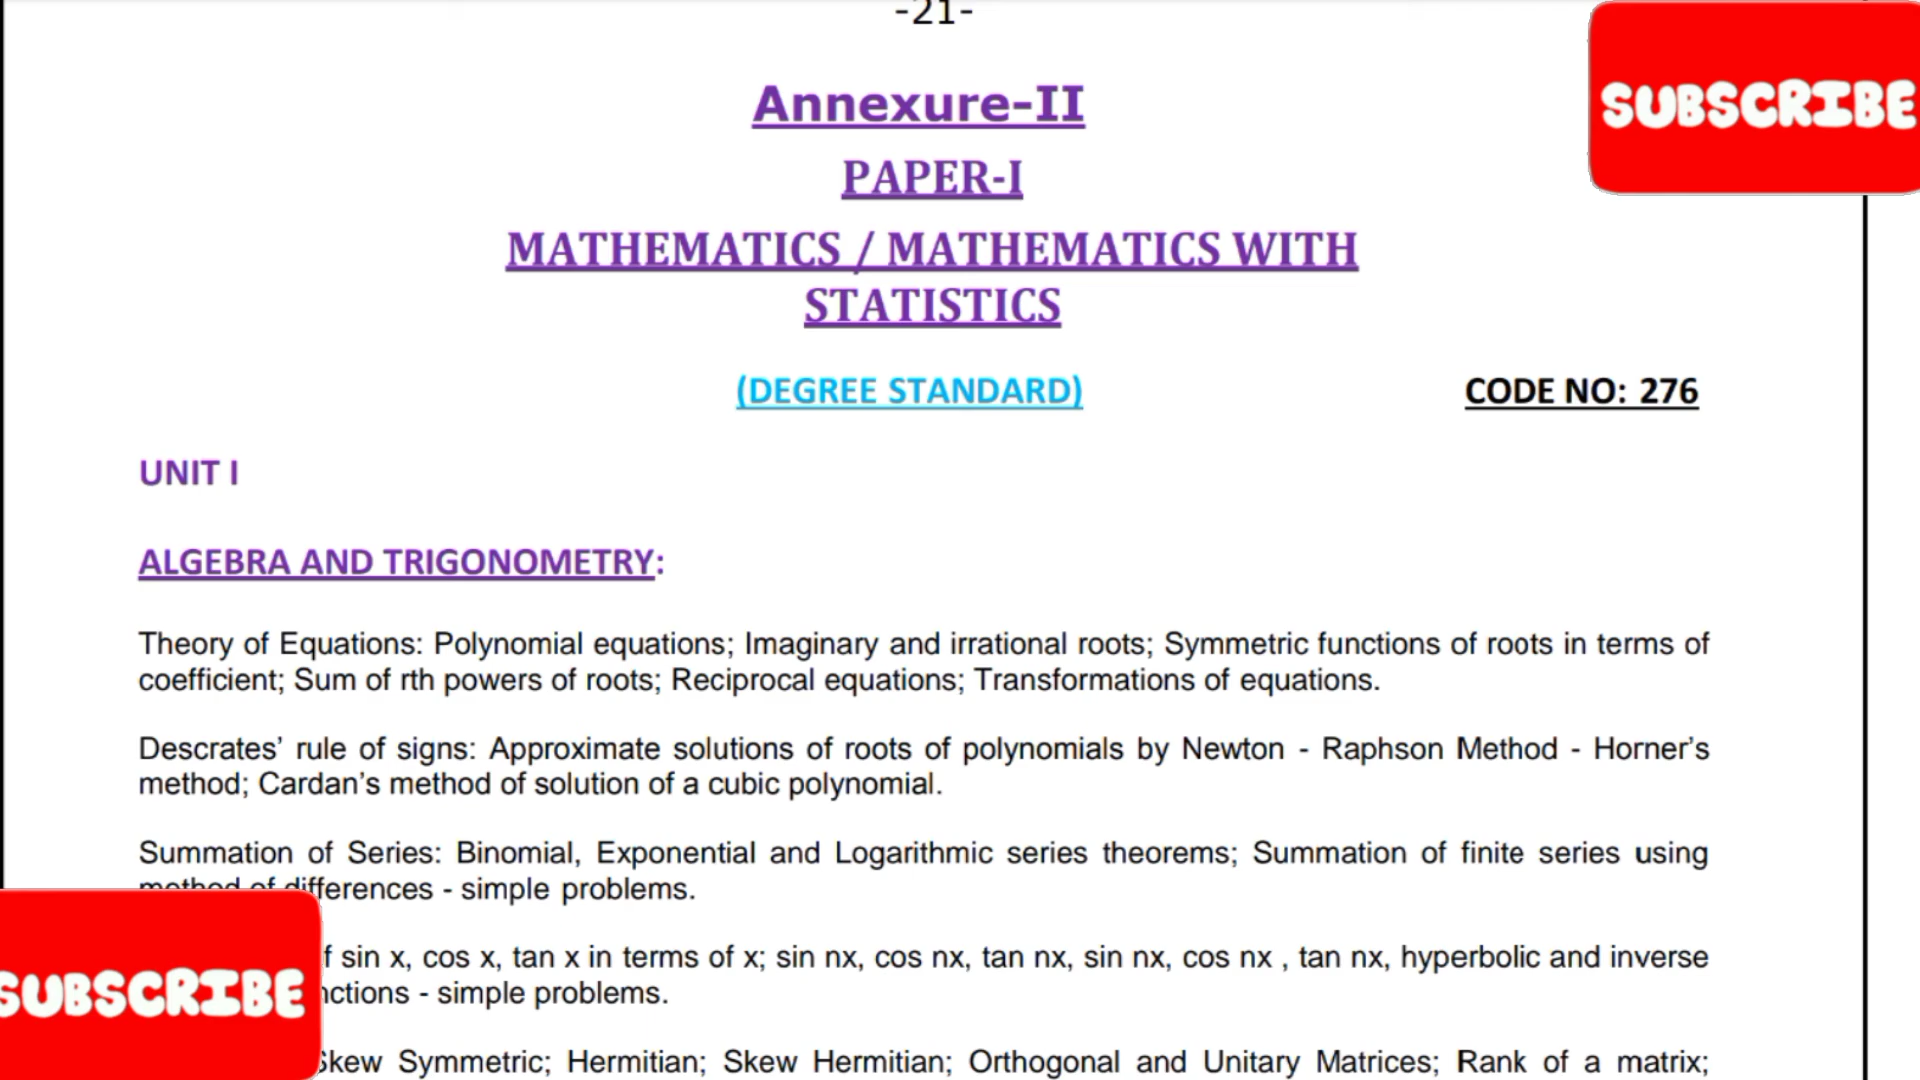 -21-
SUBSCRIBE
Annexure-II
PAPER-I
MATHEMATICS / MATHEMATICS WITH
STATISTICS
(DEGREE STANDARD)
CODE NO: 276
UNIT I
ALGEBRA AND TRIGONOMETRY:
Theory of Equations: Polynomial equations; Imaginary and irrational roots; Symmetric functions of roots in terms of
coefficient; Sum of rth powers of roots; Reciprocal equations; Transformations of equations.
Descrates’ rule of signs: Approximate solutions of roots of polynomials by Newton - Raphson Method - Horner’s
method; Cardan’s method of solution of a cubic polynomial.
Summation of Series: Binomial, Exponential and Logarithmic series theorems; Summation of finite series using
method of differences - simple problems.
sin x, cos x, tan x in terms of x; sin nx, cos nx, tan nx, sin nx, cos nx , tan nx, hyperbolic and inverse
- simple problems.
SUBSCRIBE
Skew Symmetric; Hermitian; Skew Hermitian; Orthogonal and Unitary Matrices; Rank of a matrix;